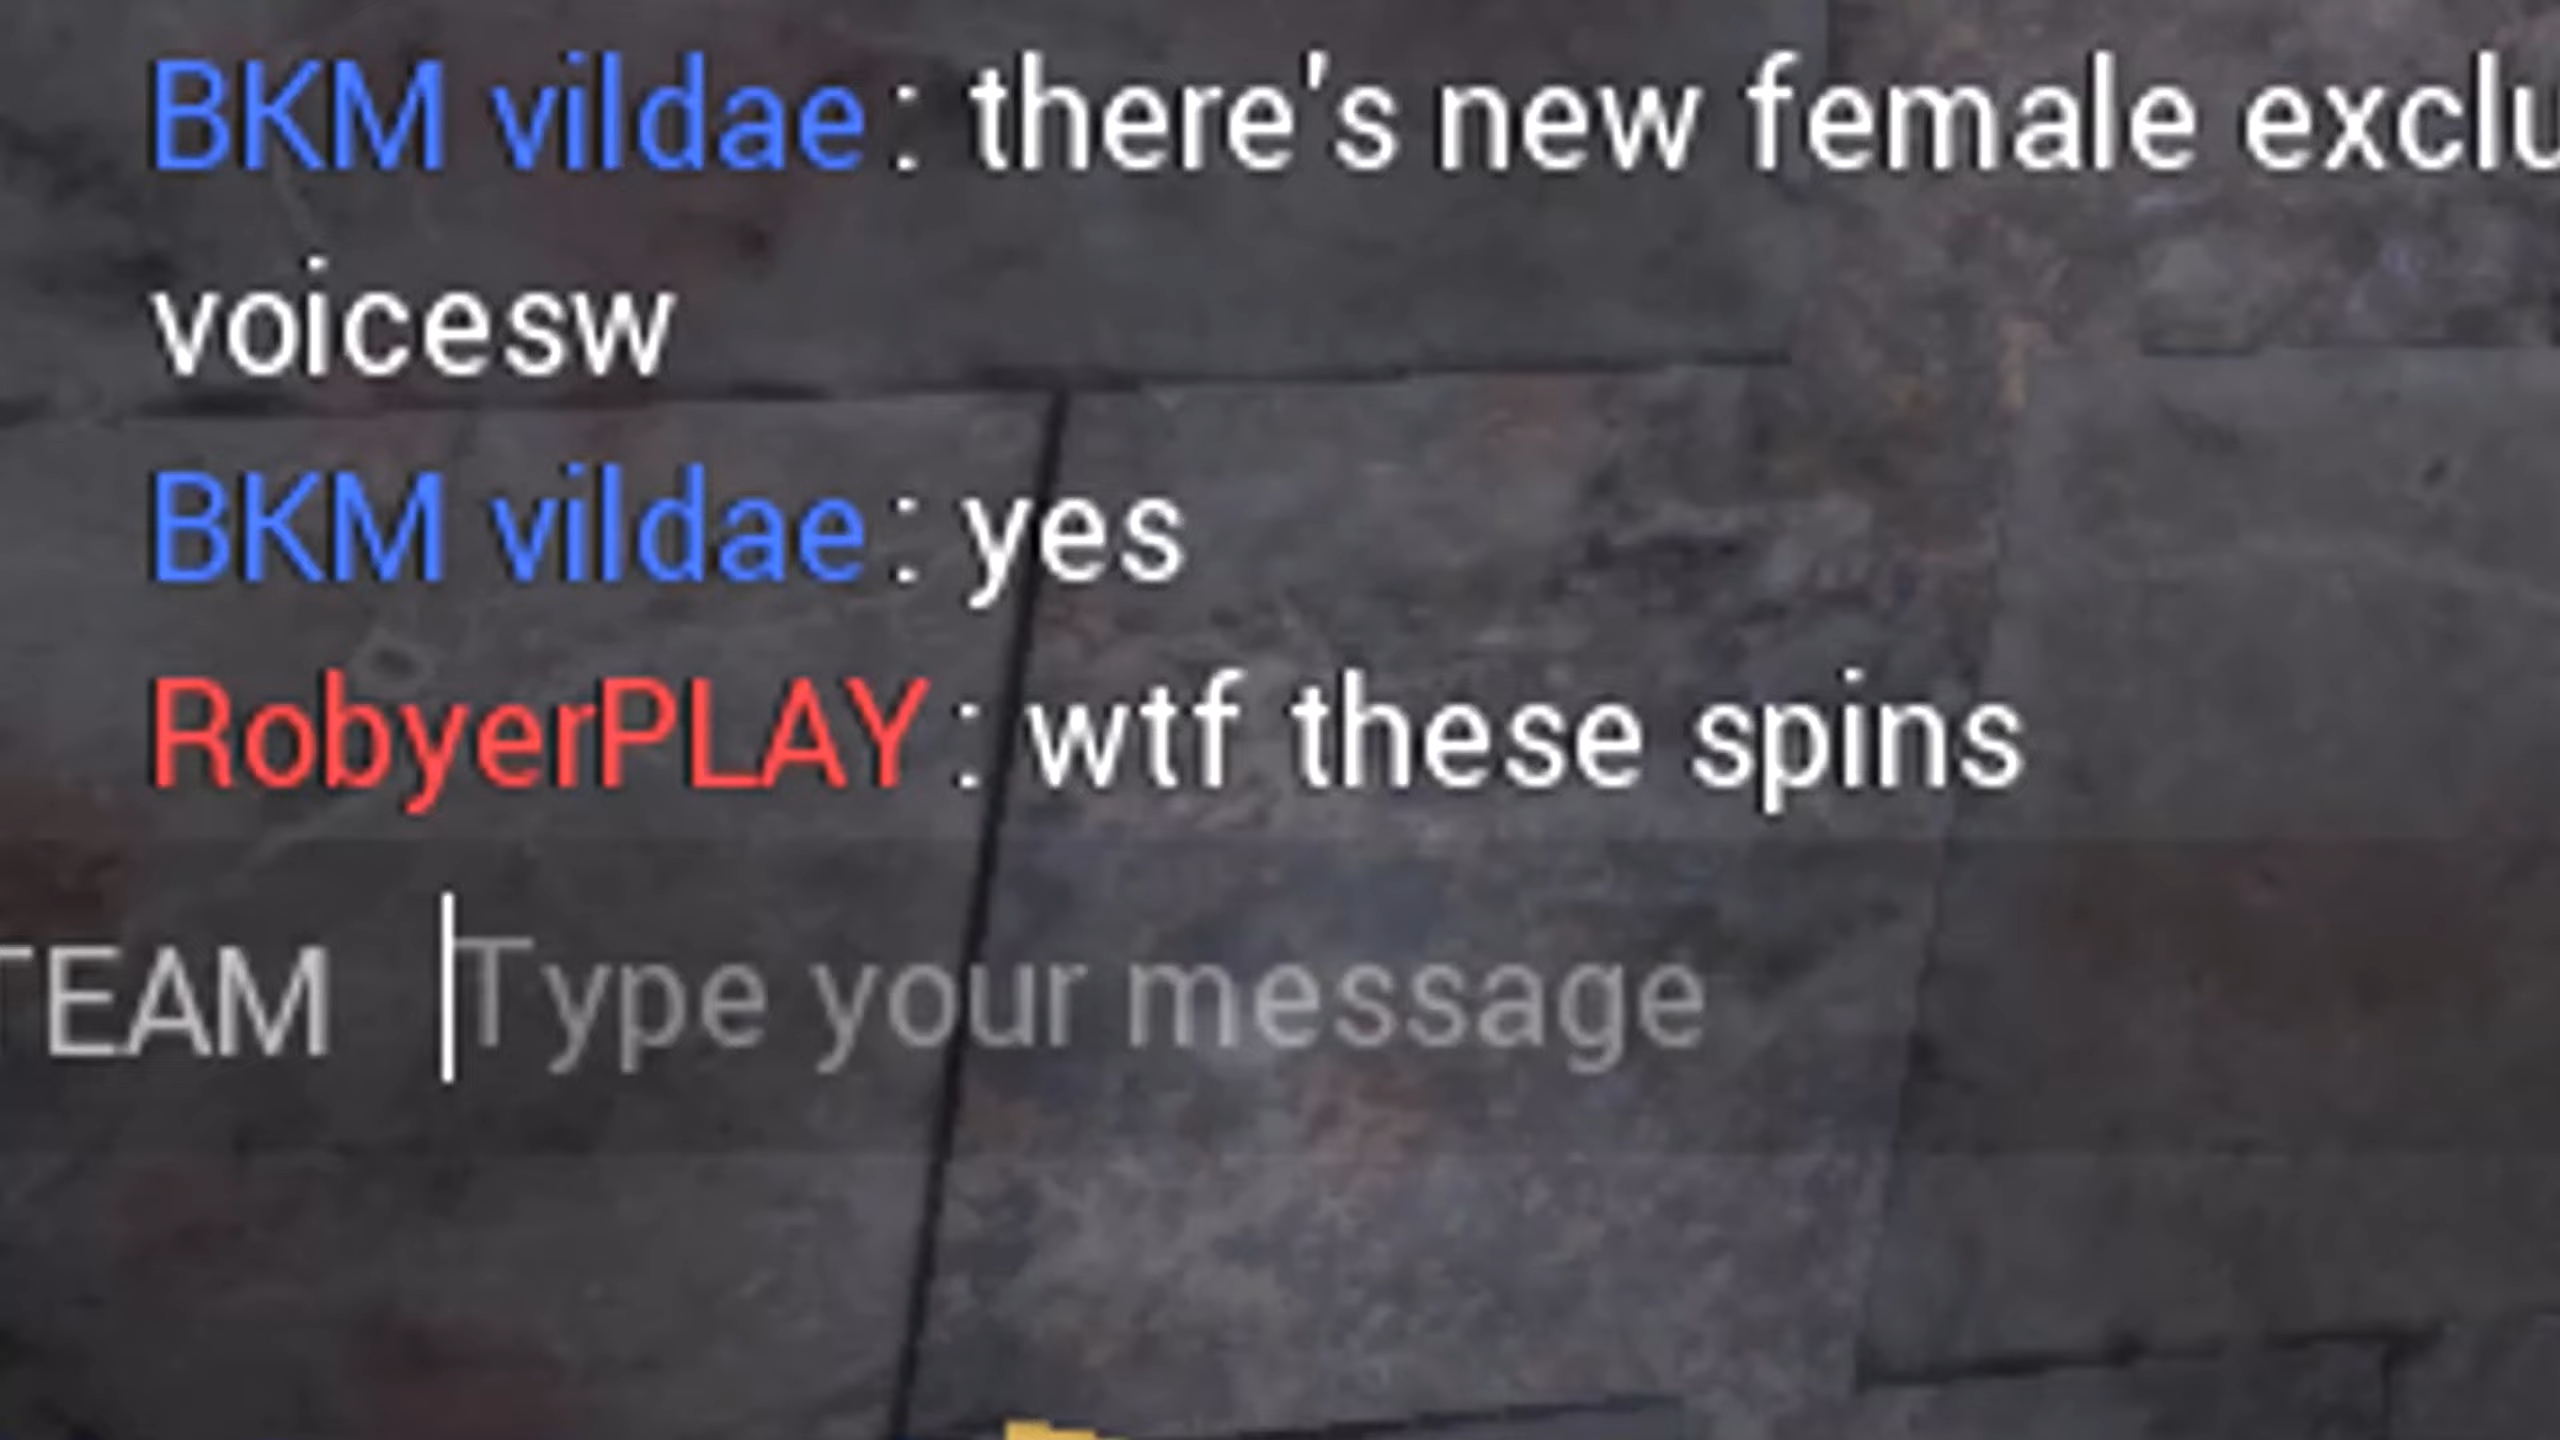 BKM vildae : there's new female exclu
voicesw
BKM vildae : yes
RobyerPLAY : wtf these spins
TEAM Type your message